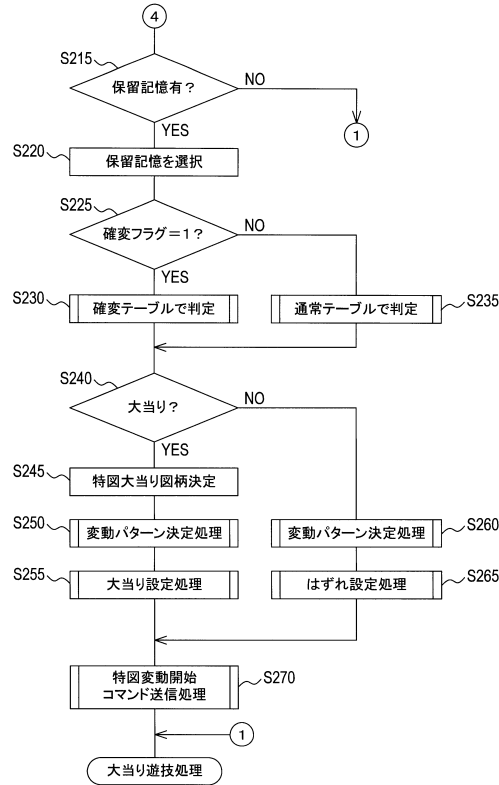 4
S215
保留記憶有?
NO
YES
1
S220
保留記憶を選択
S225
確変フラグ=1?
NO
YES
S230
確変テーブルで判定
通常テーブルで判定
S235
S240
大当り?
NO
YES
S245
特図大当り図柄決定
S250
変動パターン決定処理
変動パターン決定処理
S260
S255
大当り設定処理
はずれ設定処理
S265
特図変動開始
コマンド送信処理
S270
1
大当り遊技処理